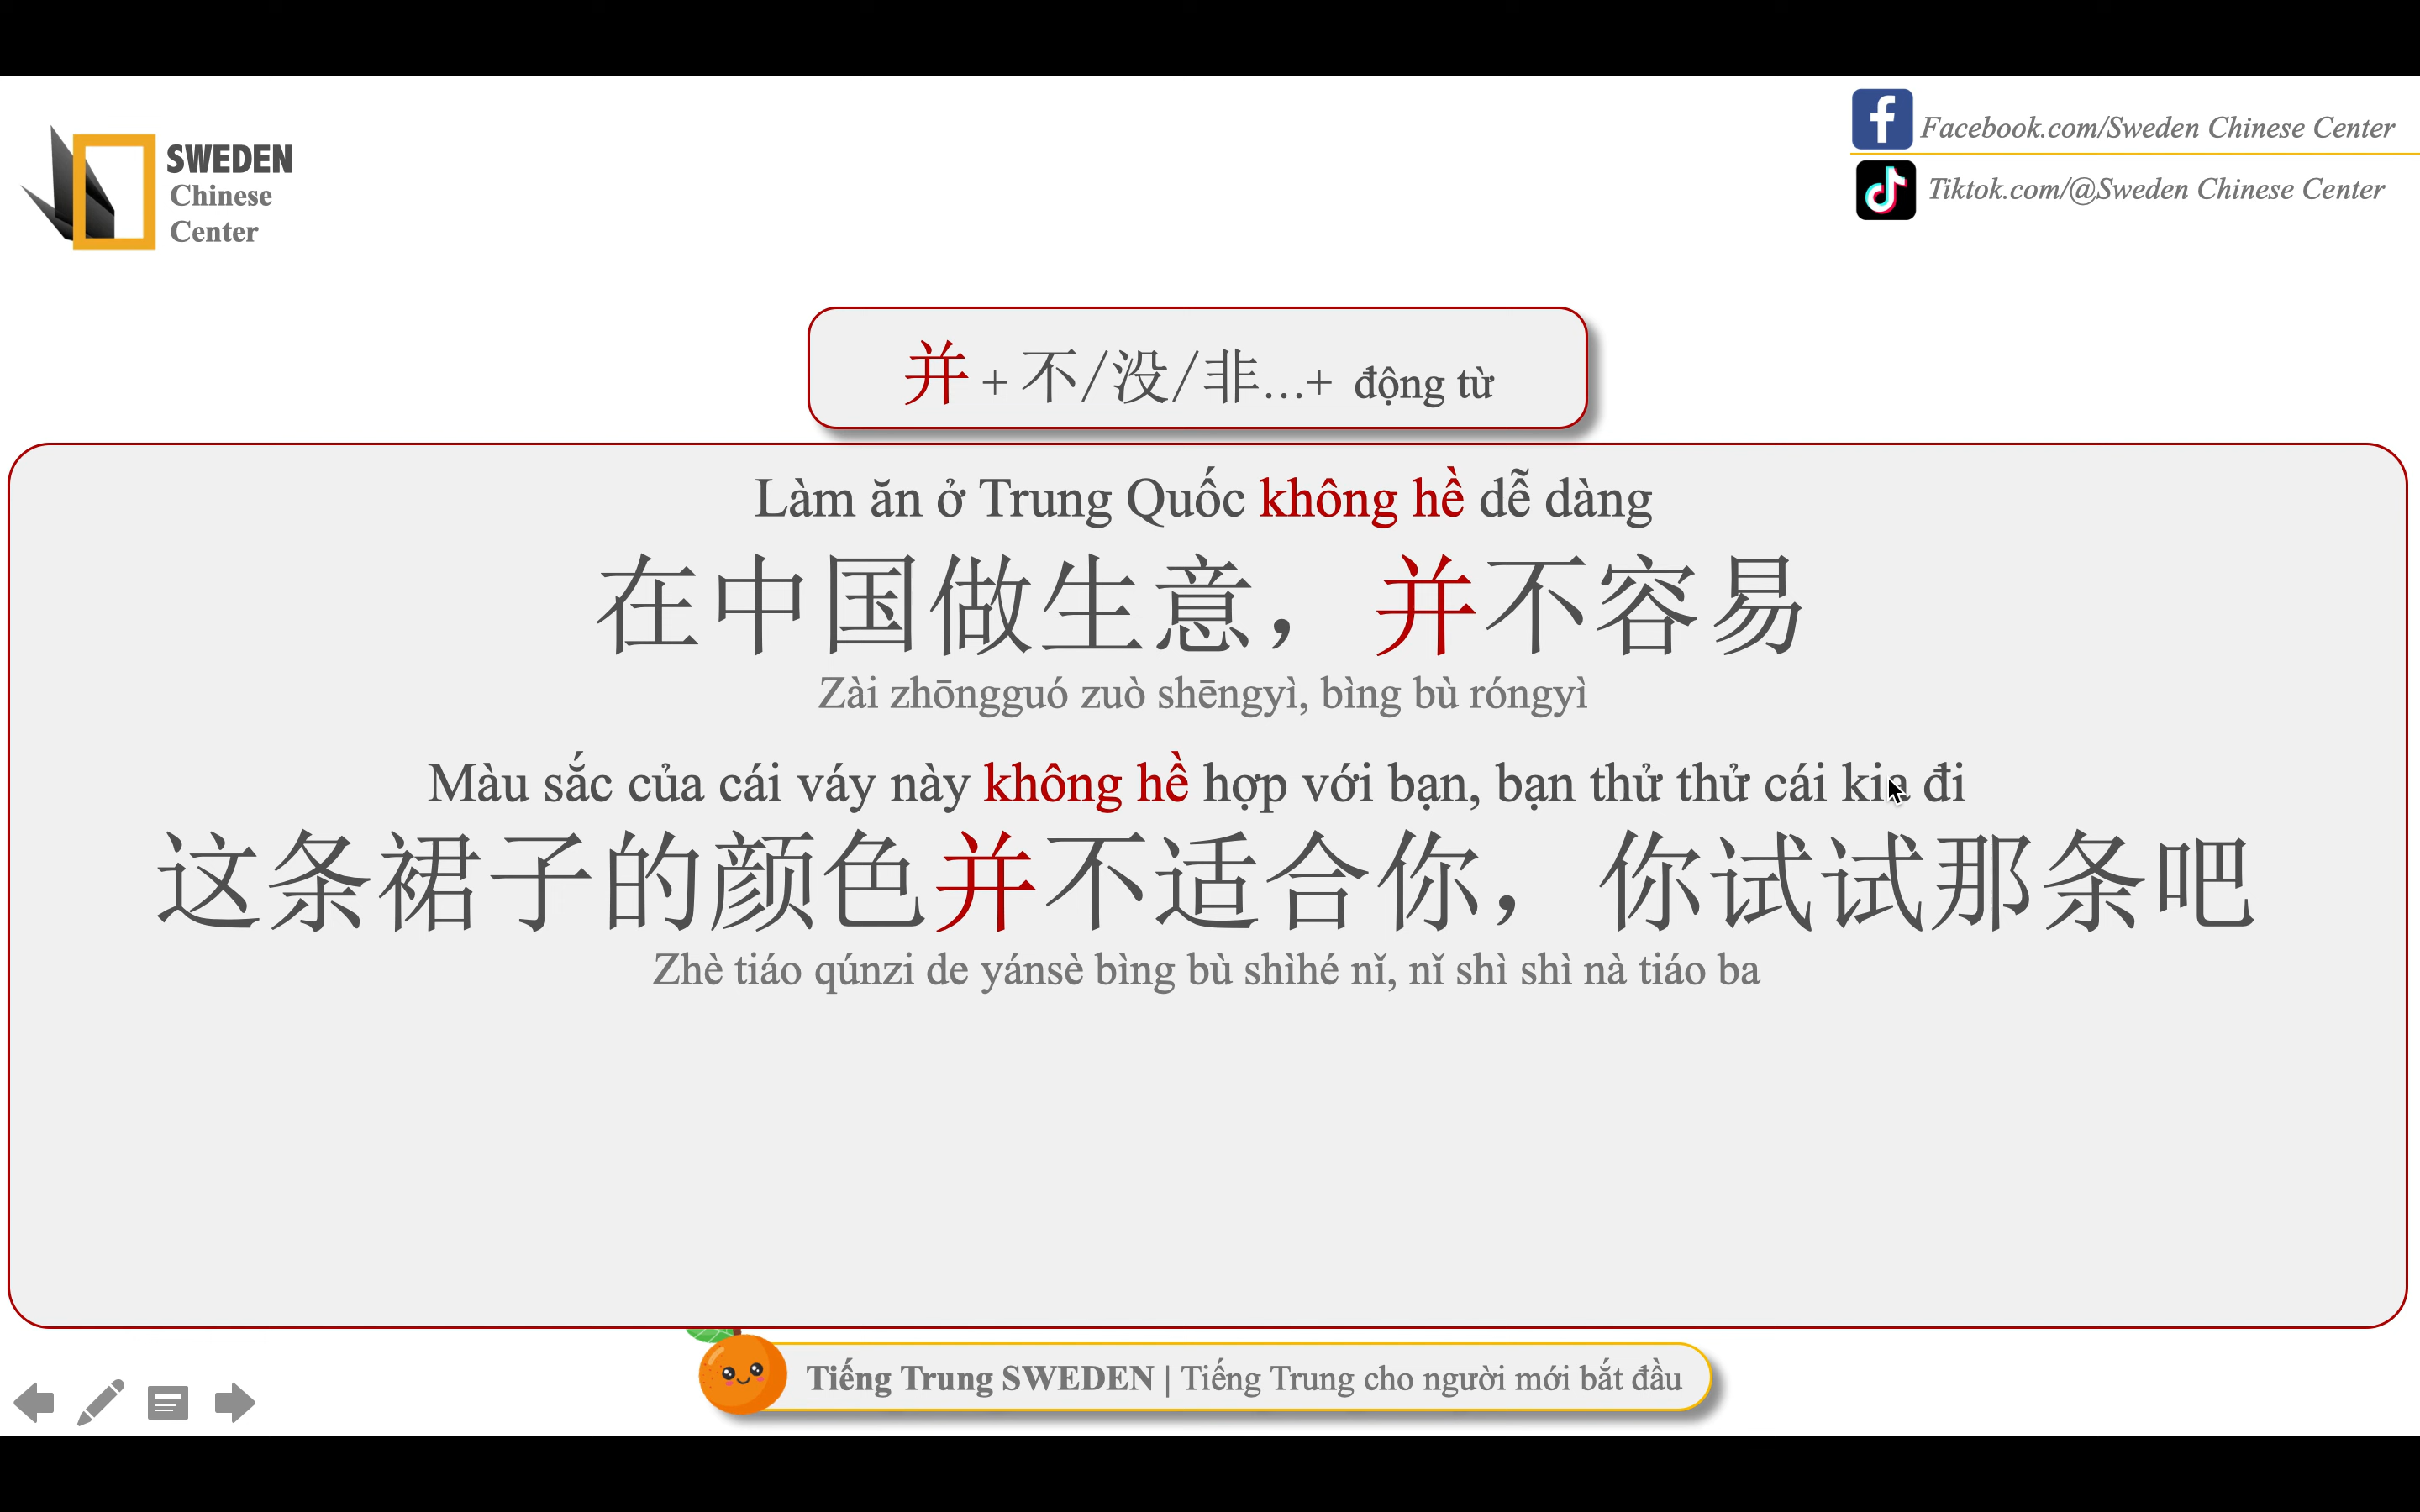 SWEDEN
Chinese
Center
Facebook.com/Sweden Chinese Center
Tiktok.com/@Sweden Chinese Center
并 + 不/没/非...+ động từ
Làm ăn ở Trung Quốc không hề dễ dàng
在中国做生意，并不容易
Zài zhōngguó zuò shēngyì, bìng bù róngyì
Màu sắc của cái váy này không hề hợp với bạn, bạn thử thử cái kia đi
这条裙子的颜色并不适合你，你试试那条吧
Zhè tiáo qúnzi de yánsè bìng bù shìhé nǐ, nǐ shì shì nà tiáo ba
Tiếng Trung SWEDEN | Tiếng Trung cho người mới bắt đầu